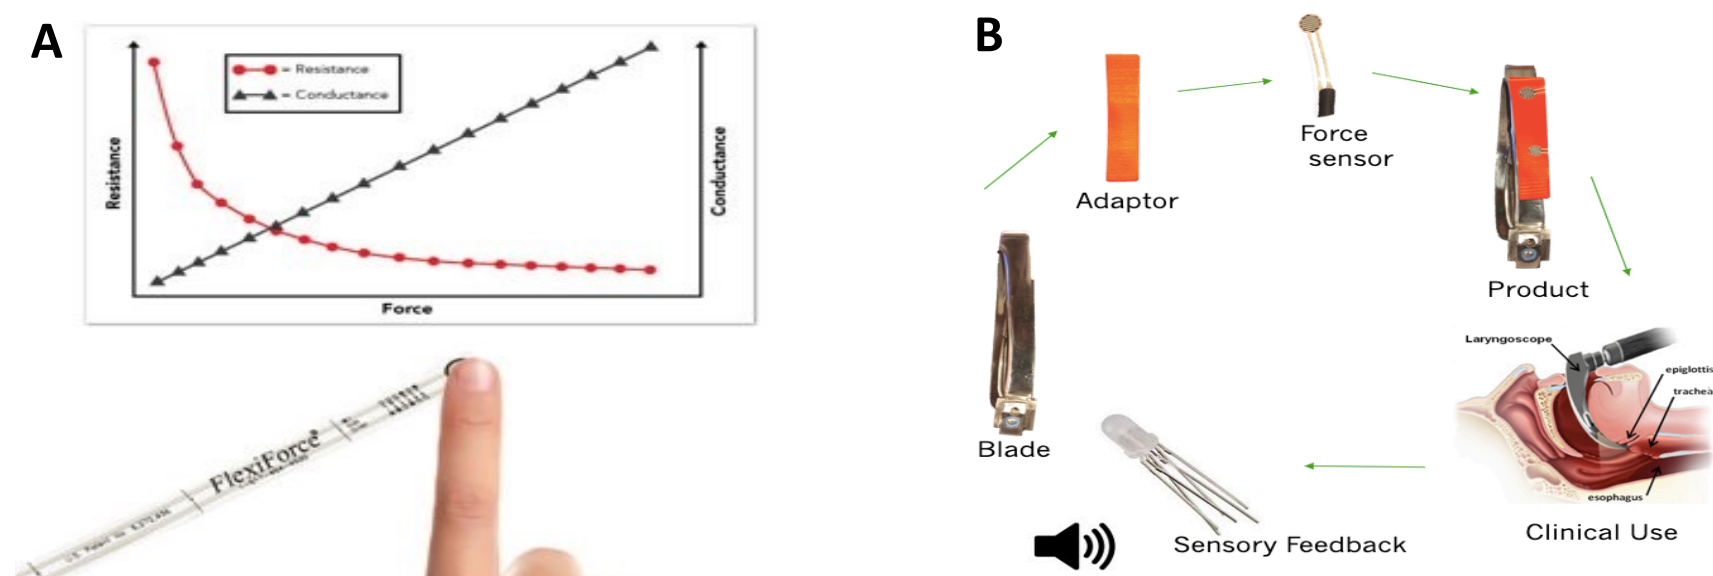 A
= Resistance
= Conductance
Resistance
Conductance
Force
FlexiForce®
B
Adaptor
Force
sensor
Product
Blade
Laryngoscope
epiglottis
trachea
esophagus
Clinical Use
Sensory Feedback